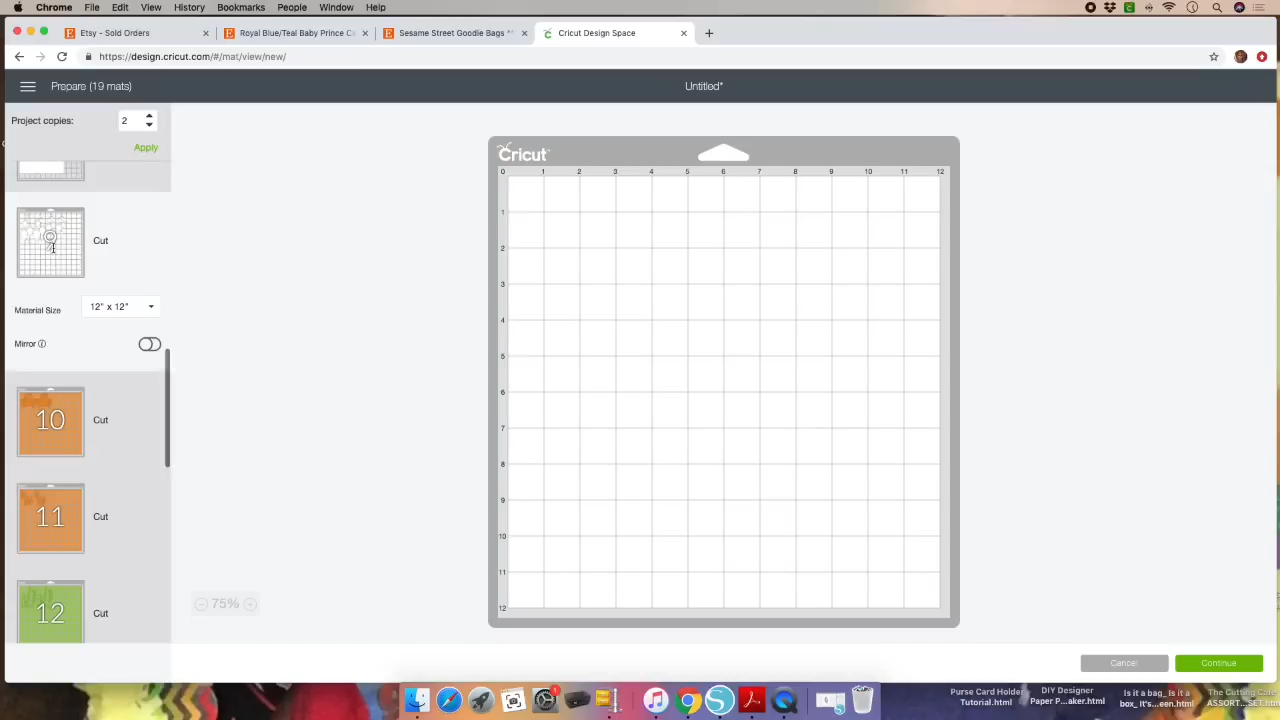 Chrome File Edit View History Bookmarks People Window Help
Etsy - Sold Orders × Royal Blue/Teal Baby Prince Ca × Sesame Street Goodie Bags × Cricut Design Space × +
https://design.cricut.com/#/mat/view/new/
Prepare (19 mats) Untitled*
Project copies: 2
Apply
Cut
Material Size 12" x 12"
Mirror
10 Cut
11 Cut
12 Cut
Cricut
0 1 2 3 4 5 6 7 8 9 10 11 12
1
2
3
4
5
6
7
8
9
10
11
12
75%
Cancel Continue
Purse Card Holder
Tutorial.html
DIY Designer
Paper P...aker.html
Is it a bag_ Is it a
box_ It's...een.html
The Cutting Cafe
ASSORT...SET.htm